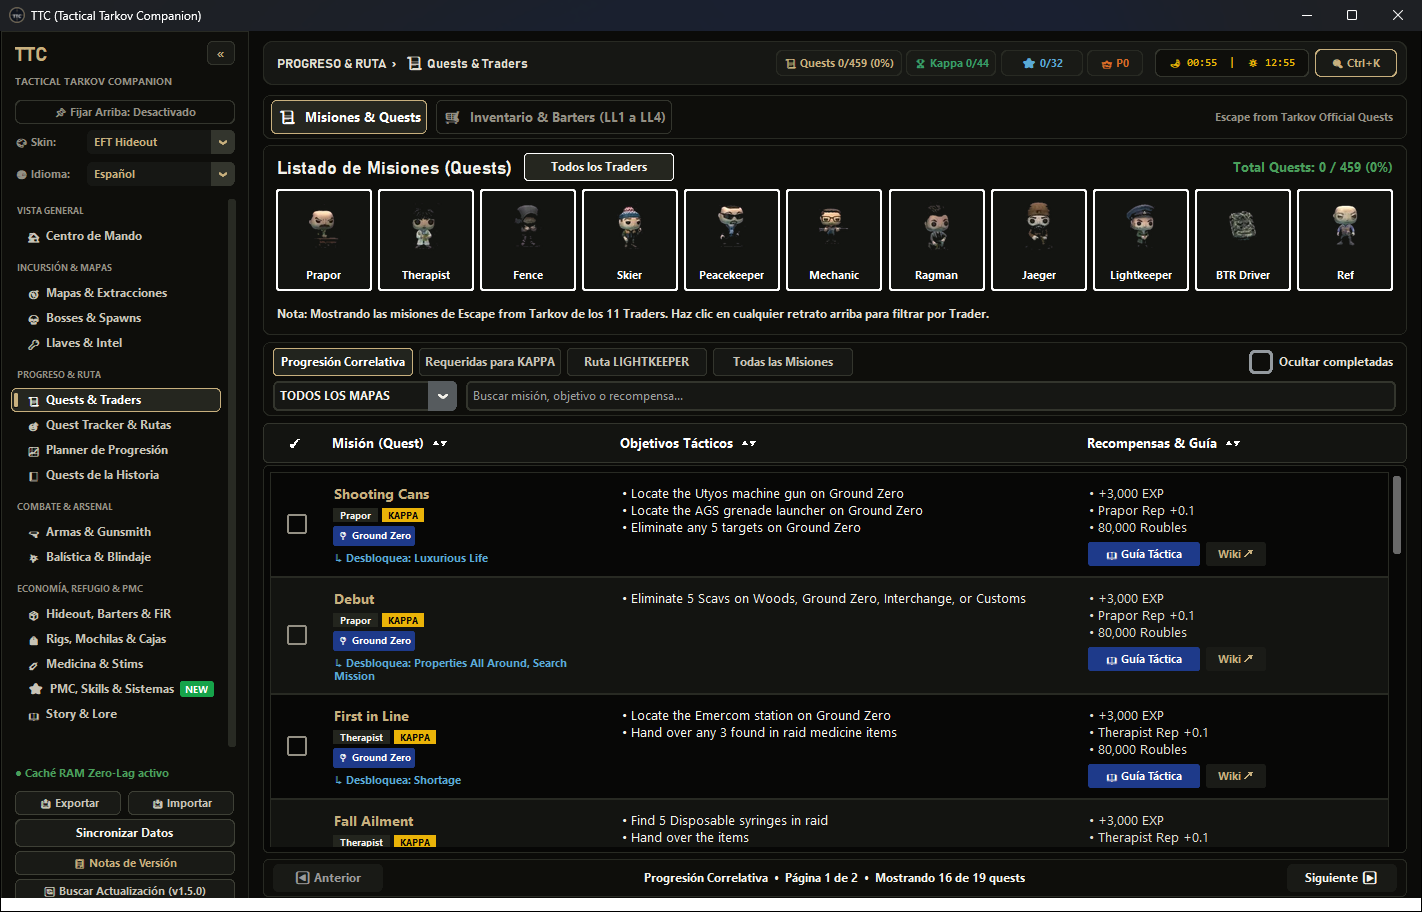 TTC (Tactical Tarkov Companion)
TTC
«
TACTICAL TARKOV COMPANION
Fijar Arriba: Desactivado
Skin: EFT Hideout
Idioma: Español
VISTA GENERAL
Centro de Mando
INCURSIÓN & MAPAS
Mapas & Extracciones
Bosses & Spawns
Llaves & Intel
PROGRESO & RUTA
Quests & Traders
Quest Tracker & Rutas
Planner de Progresión
Quests de la Historia
COMBATE & ARSENAL
Armas & Gunsmith
Balística & Blindaje
ECONOMÍA, REFUGIO & PMC
Hideout, Barters & FiR
Rigs, Mochilas & Cajas
Medicina & Stims
PMC, Skills & Sistemas NEW
Story & Lore
● Caché RAM Zero-Lag activo
Exportar Importar
Sincronizar Datos
Notas de Versión
Buscar Actualización (v1.5.0)
PROGRESO & RUTA › Quests & Traders
Quests 0/459 (0%) Kappa 0/44 0/32 P0 00:55 | 12:55 Ctrl+K
Misiones & Quests Inventario & Barters (LL1 a LL4) Escape from Tarkov Official Quests
Listado de Misiones (Quests) Todos los Traders Total Quests: 0 / 459 (0%)
Prapor Therapist Fence Skier Peacekeeper Mechanic Ragman Jaeger Lightkeeper BTR Driver Ref
Nota: Mostrando las misiones de Escape from Tarkov de los 11 Traders. Haz clic en cualquier retrato arriba para filtrar por Trader.
Progresión Correlativa Requeridas para KAPPA Ruta LIGHTKEEPER Todas las Misiones Ocultar completadas
TODOS LOS MAPAS Buscar misión, objetivo o recompensa...
✓ Misión (Quest) ▲▼ Objetivos Tácticos ▲▼ Recompensas & Guía ▲▼
Shooting Cans
Prapor KAPPA
Ground Zero
↳ Desbloquea: Luxurious Life
• Locate the Utyos machine gun on Ground Zero
• Locate the AGS grenade launcher on Ground Zero
• Eliminate any 5 targets on Ground Zero
• +3,000 EXP
• Prapor Rep +0.1
• 80,000 Roubles
Guía Táctica Wiki ↗
Debut
Prapor KAPPA
Ground Zero
↳ Desbloquea: Properties All Around, Search
Mission
• Eliminate 5 Scavs on Woods, Ground Zero, Interchange, or Customs
• +3,000 EXP
• Prapor Rep +0.1
• 80,000 Roubles
Guía Táctica Wiki ↗
First in Line
Therapist KAPPA
Ground Zero
↳ Desbloquea: Shortage
• Locate the Emercom station on Ground Zero
• Hand over any 3 found in raid medicine items
• +3,000 EXP
• Therapist Rep +0.1
• 80,000 Roubles
Guía Táctica Wiki ↗
Fall Ailment
Therapist KAPPA
• Find 5 Disposable syringes in raid
• Hand over the items
• +3,000 EXP
• Therapist Rep +0.1
Anterior Progresión Correlativa • Página 1 de 2 • Mostrando 16 de 19 quests Siguiente